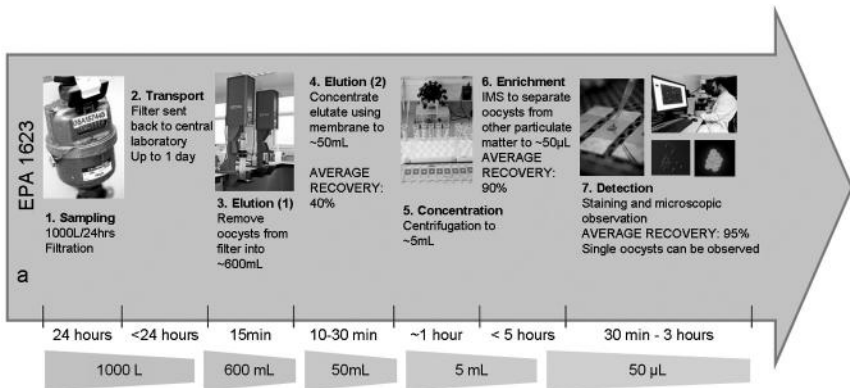 EPA 1623
a
1. Sampling
1000L/24hrs
Filtration
2. Transport
Filter sent
back to central
laboratory
Up to 1 day
3. Elution (1)
Remove
oocysts from
filter into
~600mL
4. Elution (2)
Concentrate
elutate using
membrane to
~50mL
AVERAGE
RECOVERY:
40%
5. Concentration
Centrifugation to
~5mL
6. Enrichment
IMS to separate
oocysts from
other particulate
matter to ~50µL
AVERAGE
RECOVERY:
90%
7. Detection
Staining and microscopic
observation
AVERAGE RECOVERY: 95%
Single oocysts can be observed
24 hours <24 hours 15min 10-30 min ~1 hour < 5 hours 30 min - 3 hours
1000 L 600 mL 50mL 5 mL 50 µL